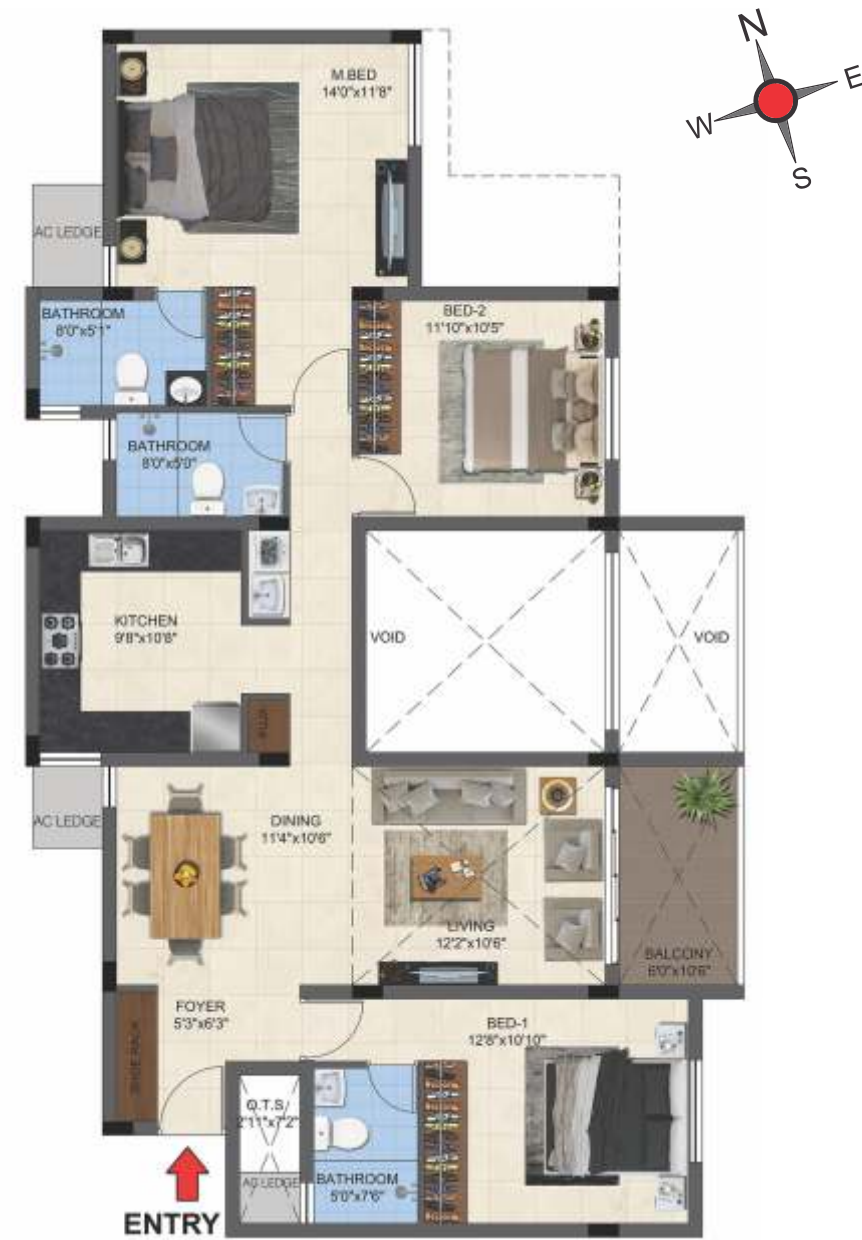 N
E
W
S
M.BED
14'0"x11'8"
AC LEDGE
BATHROOM
8'0"x5'1"
BED-2
11'10"x10'5"
BATHROOM
8'0"x5'0"
KITCHEN
9'8"x10'8"
VOID
VOID
PUJA
AC LEDGE
DINING
11'4"x10'6"
LIVING
12'2"x10'6"
BALCONY
6'0"x10'6"
FOYER
5'3"x6'3"
SHOE RACK
BED-1
12'8"x10'10"
O.T.S
2'11"x7'2"
AC LEDGE
BATHROOM
5'0"x7'6"
ENTRY